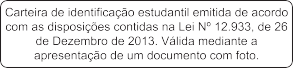 Carteira de identificação estudantil emitida de acordo
com as disposições contidas na Lei Nº 12.933, de 26
de Dezembro de 2013. Válida mediante a
apresentação de um documento com foto.